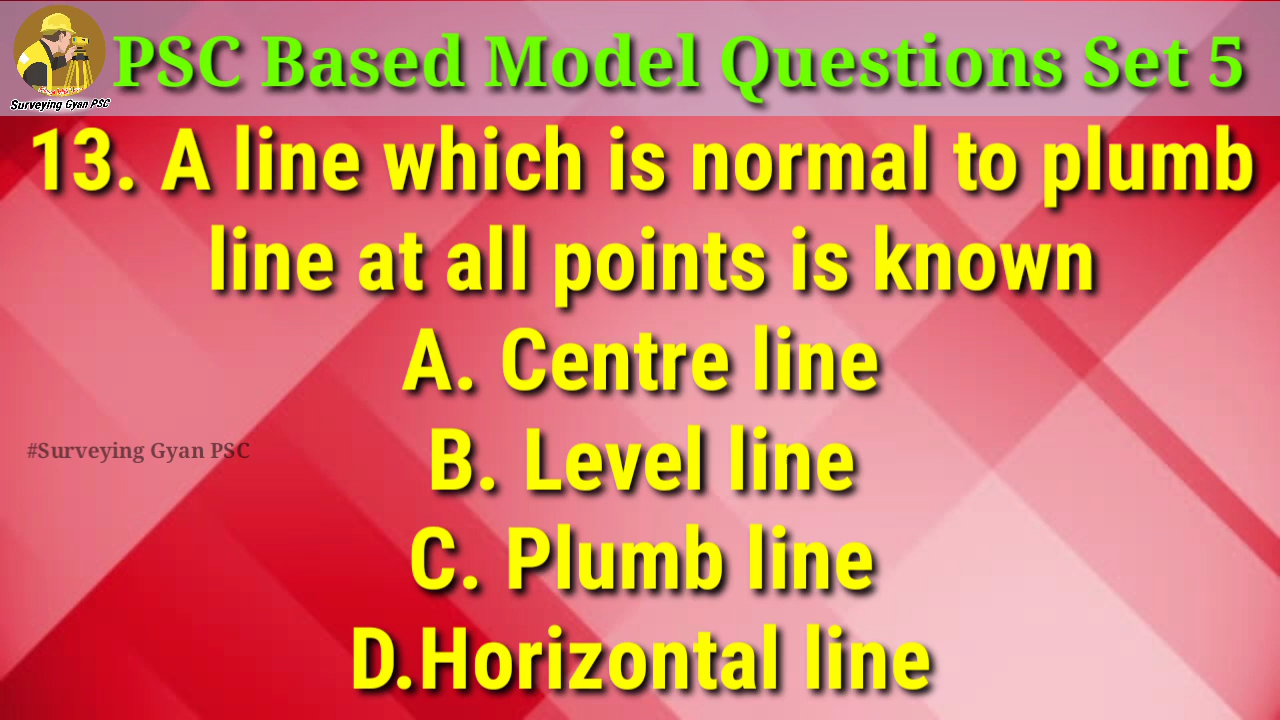 PSC Based Model Questions Set 5
Surveying Gyan PSC
13. A line which is normal to plumb
line at all points is known
A. Centre line
B. Level line
#Surveying Gyan PSC
C. Plumb line
D.Horizontal line